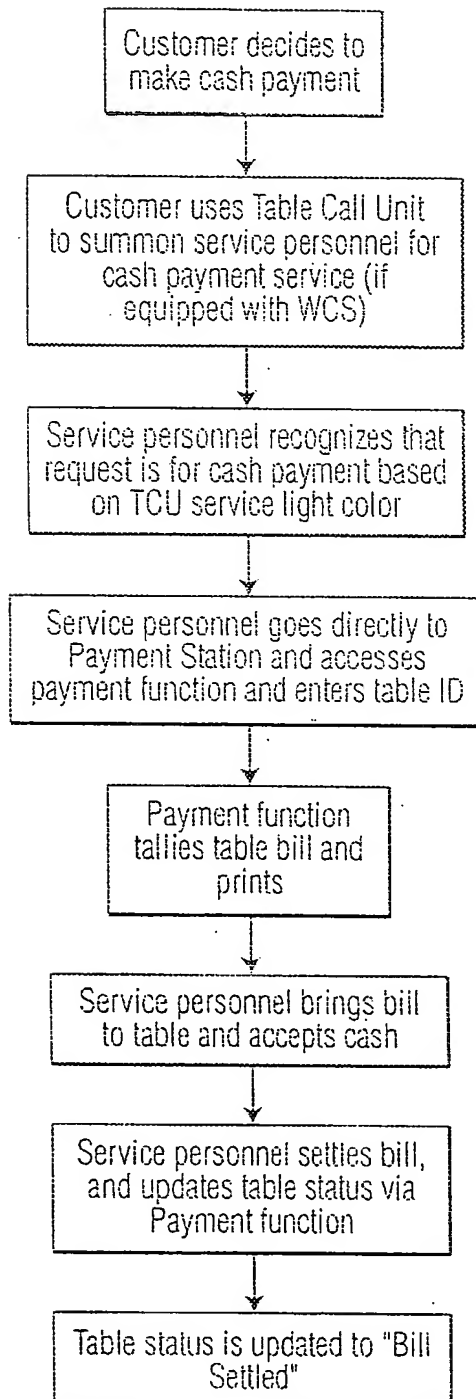 Customer decides to
make cash payment
Customer uses Table Call Unit
to summon service personnel for
cash payment service (if
equipped with WCS)
Service personnel recognizes that
request is for cash payment based
on TCU service light color
Service personnel goes directly to
Payment Station and accesses
payment function and enters table ID
Payment function
tallies table bill and
prints
Service personnel brings bill
to table and accepts cash
Service personnel settles bill,
and updates table status via
Payment function
Table status is updated to "Bill
Settled"